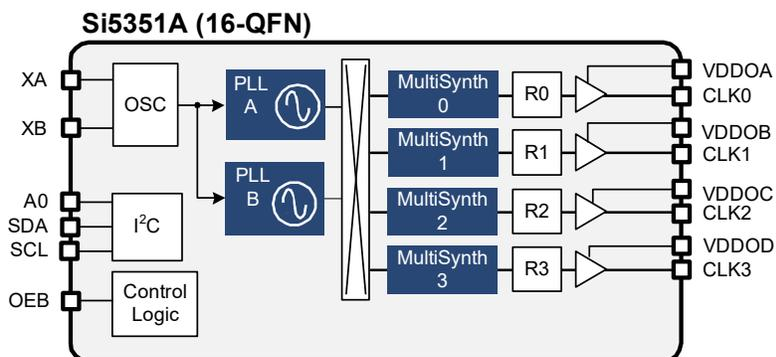 Si5351A (16-QFN)
XA
XB
A0
SDA
SCL
OEB
OSC
I²C
Control
Logic
PLL
A
PLL
B
MultiSynth
0
MultiSynth
1
MultiSynth
2
MultiSynth
3
R0
R1
R2
R3
VDDOA
CLK0
VDDOB
CLK1
VDDOC
CLK2
VDDOD
CLK3